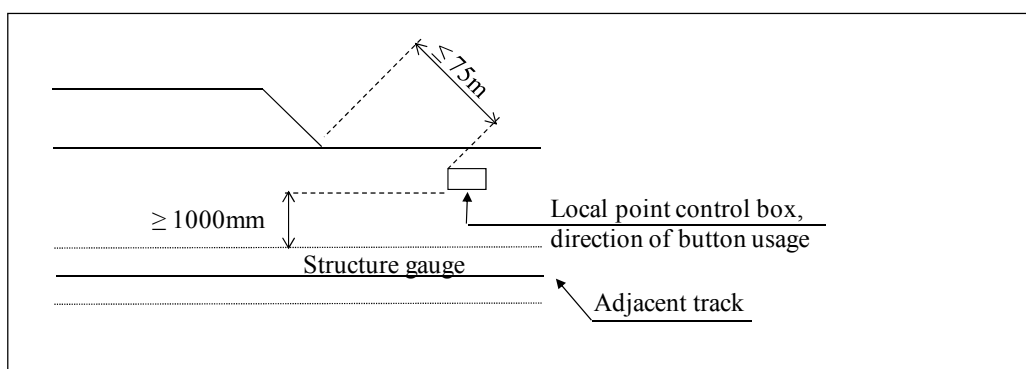 ≤ 75m
≥ 1000mm
Local point control box,
direction of button usage
Structure gauge
Adjacent track